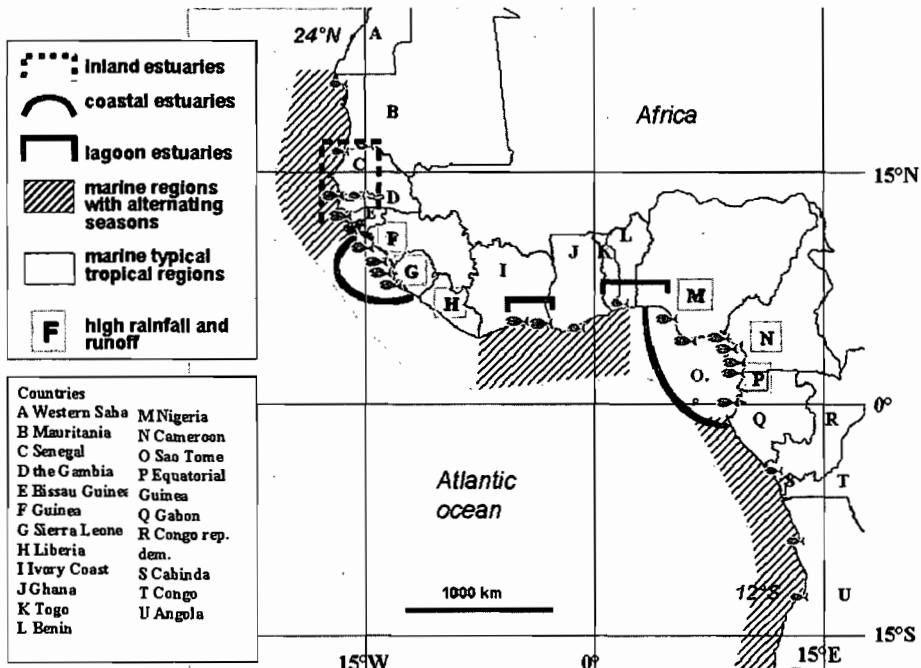 inland estuaries
coastal estuaries
lagoon estuaries
marine regions
with alternating
seasons
marine typical
tropical regions
F
high rainfall and
runoff
Countries
A Western Saha
B Mauritania
C Senegal
D the Gambia
E Bissau Guinea
F Guinea
G Sierra Leone
H Liberia
I Ivory Coast
J Ghana
K Togo
L Benin
M Nigeria
N Cameroon
O Sao Tome
P Equatorial
Guinea
Q Gabon
R Congo rep.
dem.
S Cabinda
T Congo
U Angola
24°N
A
B
Africa
C
15°N
D
E
F
L
J
K
I
G
H
M
N
O.
P
0°
Q
R
S
T
Atlantic
ocean
1000 km
12°S
U
15°S
15°W
0°
15°E